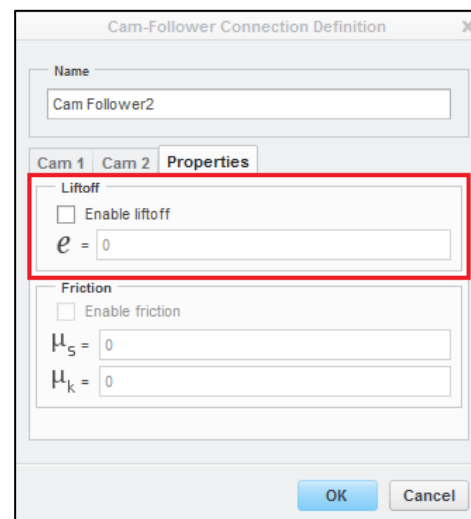 Cam-Follower Connection Definition X
Name
Cam Follower2
Cam 1 Cam 2 Properties
Liftoff
Enable liftoff
e = 0
Friction
Enable friction
μs = 0
μk = 0
OK Cancel